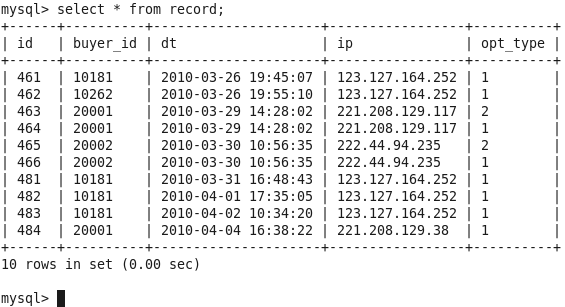 mysql> select * from record;
+------+----------+---------------------+-----------------+----------+
| id   | buyer_id | dt                  | ip              | opt_type |
+------+----------+---------------------+-----------------+----------+
| 461  | 10181    | 2010-03-26 19:45:07 | 123.127.164.252 | 1        |
| 462  | 10262    | 2010-03-26 19:55:10 | 123.127.164.252 | 1        |
| 463  | 20001    | 2010-03-29 14:28:02 | 221.208.129.117 | 2        |
| 464  | 20001    | 2010-03-29 14:28:02 | 221.208.129.117 | 1        |
| 465  | 20002    | 2010-03-30 10:56:35 | 222.44.94.235   | 2        |
| 466  | 20002    | 2010-03-30 10:56:35 | 222.44.94.235   | 1        |
| 481  | 10181    | 2010-03-31 16:48:43 | 123.127.164.252 | 1        |
| 482  | 10181    | 2010-04-01 17:35:05 | 123.127.164.252 | 1        |
| 483  | 10181    | 2010-04-02 10:34:20 | 123.127.164.252 | 1        |
| 484  | 20001    | 2010-04-04 16:38:22 | 221.208.129.38  | 1        |
+------+----------+---------------------+-----------------+----------+
10 rows in set (0.00 sec)
mysql>